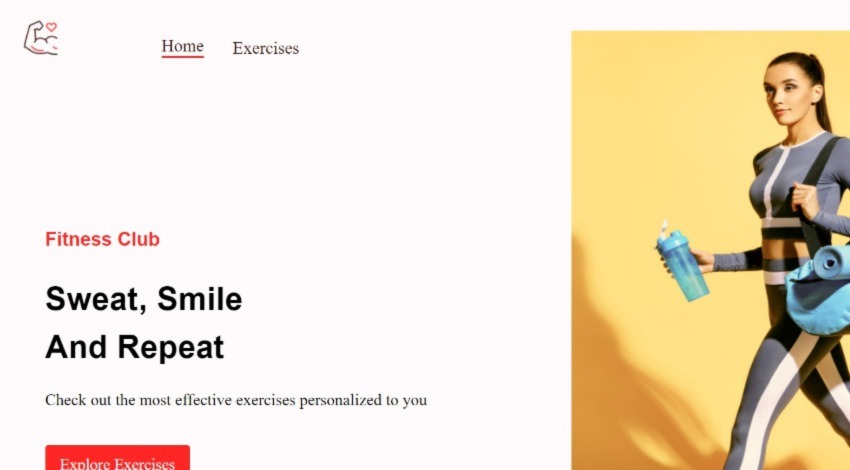 Home Exercises
Fitness Club
Sweat, Smile
And Repeat
Check out the most effective exercises personalized to you
Explore Exercises